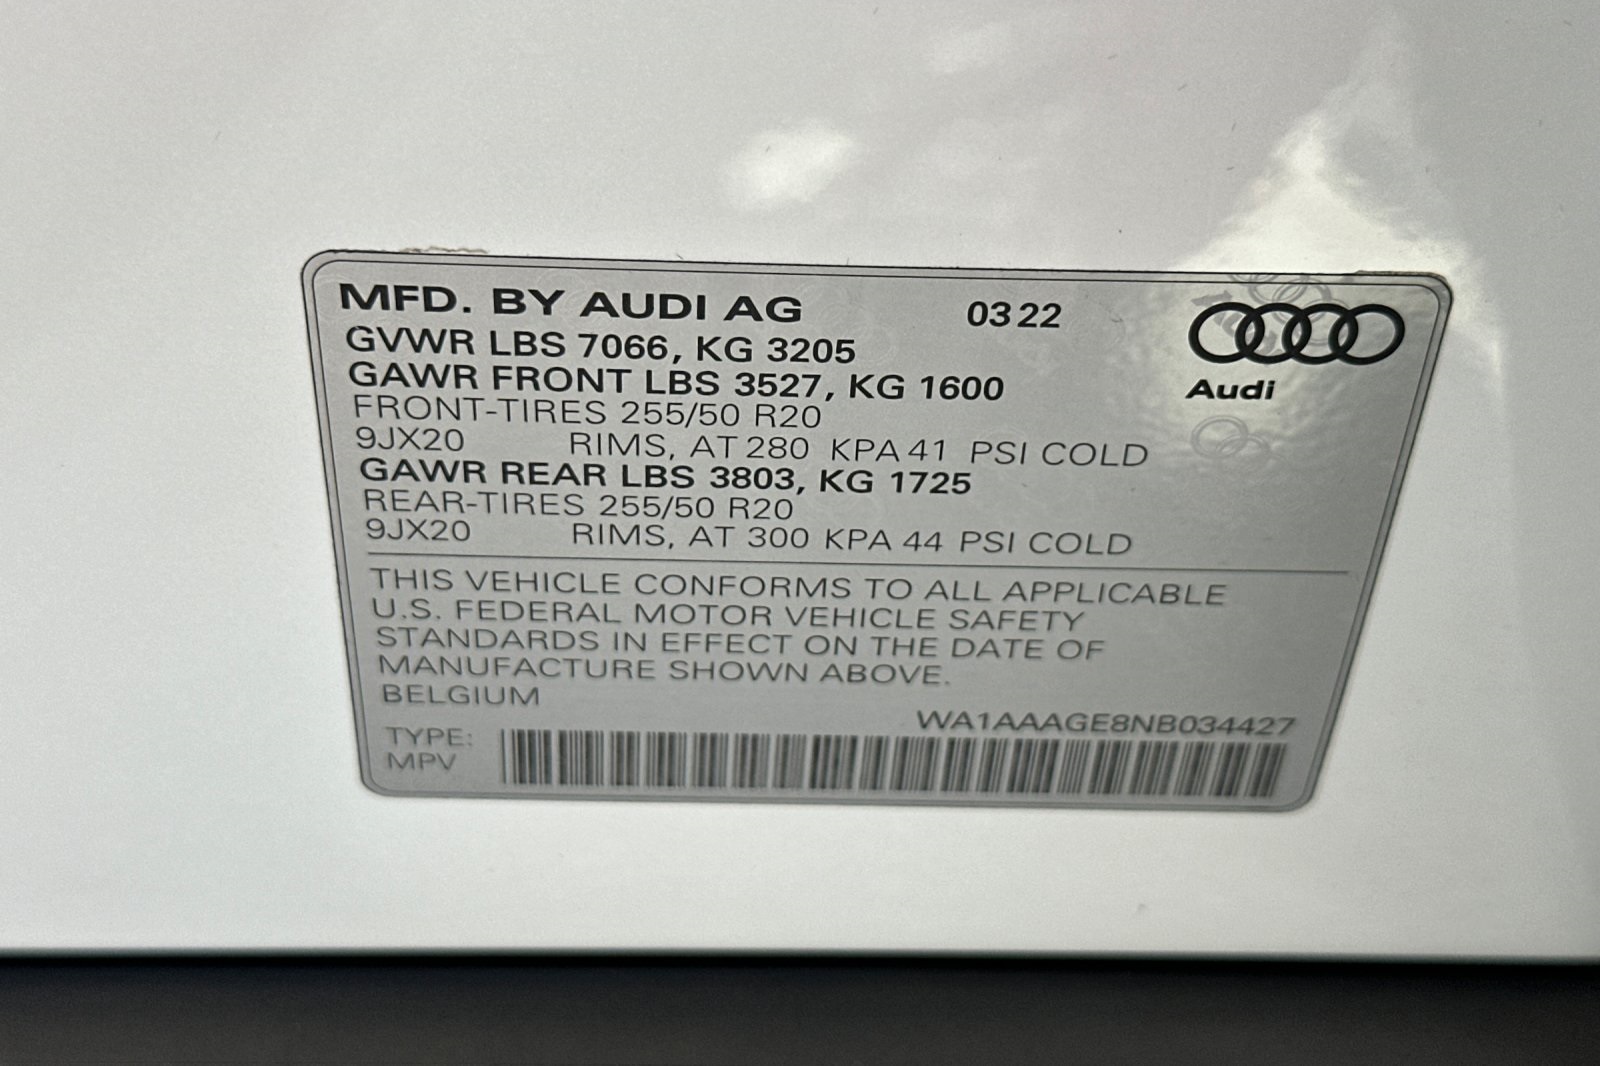 MFD. BY AUDI AG 03 22
Audi
GVWR LBS 7066, KG 3205
GAWR FRONT LBS 3527, KG 1600
FRONT-TIRES 255/50 R20
9JX20 RIMS, AT 280 KPA 41 PSI COLD
GAWR REAR LBS 3803, KG 1725
REAR-TIRES 255/50 R20
9JX20 RIMS, AT 300 KPA 44 PSI COLD
THIS VEHICLE CONFORMS TO ALL APPLICABLE
U.S. FEDERAL MOTOR VEHICLE SAFETY
STANDARDS IN EFFECT ON THE DATE OF
MANUFACTURE SHOWN ABOVE.
BELGIUM
WA1AAAGE8NB034427
TYPE:
MPV